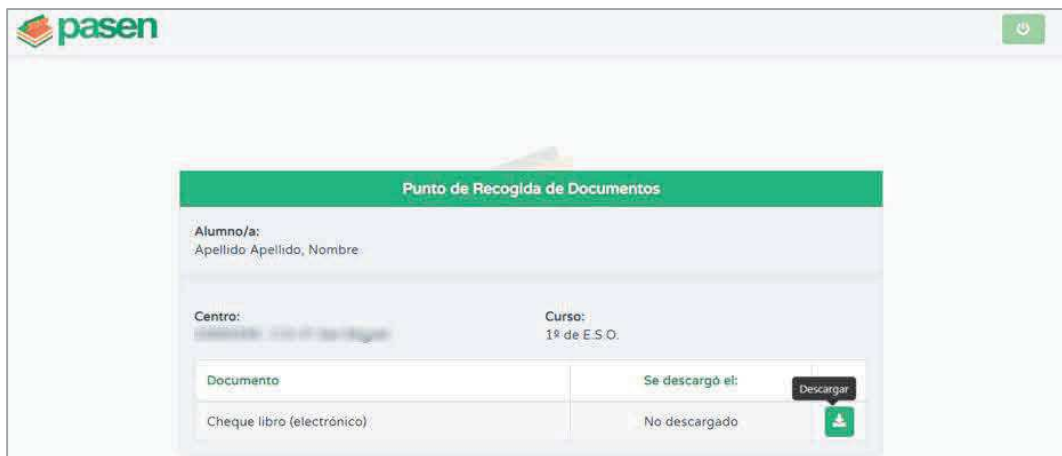 pasen
Punto de Recogida de Documentos
Alumno/a:
Apellido Apellido, Nombre
Centro:
Curso:
1º de E.S.O.
Documento
Se descargó el:
Descargar
Cheque libro (electrónico)
No descargado